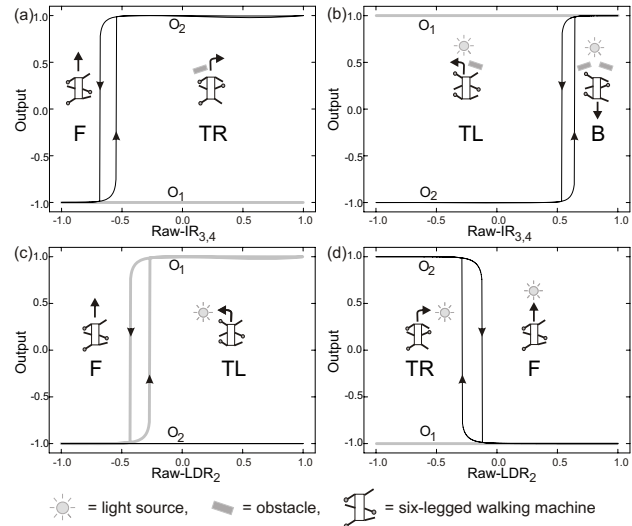 (a)
1.0
0.5
0.0
-0.5
-1.0
Output
O2
F
TR
O1
-1.0 -0.5 0.0 0.5 1.0
Raw-IR3,4
(b)
1.0
0.5
0.0
-0.5
-1.0
Output
O1
TL
B
O2
-1.0 -0.5 0.0 0.5 1.0
Raw-IR3,4
(c)
1.0
0.5
0.0
-0.5
-1.0
Output
O1
F
TL
O2
-1.0 -0.5 0.0 0.5 1.0
Raw-LDR2
(d)
1.0
0.5
0.0
-0.5
-1.0
Output
O2
TR
F
O1
-1.0 -0.5 0.0 0.5 1.0
Raw-LDR2
= light source, = obstacle, = six-legged walking machine